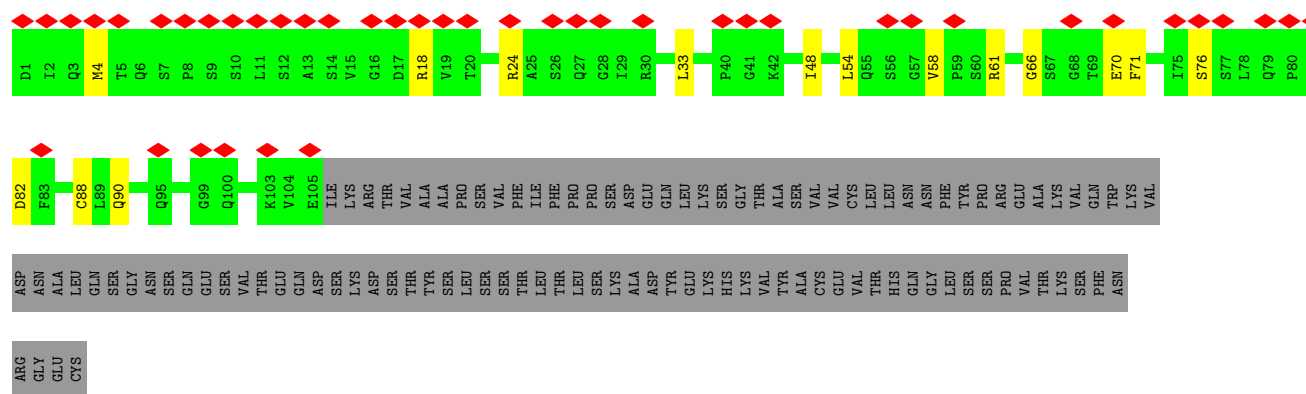 D1 I2 Q3 M4 T5 Q6 S7 P8 S9 S10 L11 S12 A13 S14 V15 G16 D17 R18 V19 T20 R24 A25 S26 Q27 G28 I29 R30 L33 P40 G41 K42 I48 L54 Q55 S56 G57 V58 P59 S60 R61 G66 S67 G68 T69 E70 F71 I75 S76 S77 L78 Q79 P80
D82 F83 C88 L89 Q90 Q95 G99 Q100 K103 V104 E105 ILE LYS ARG THR VAL ALA ALA PRO SER VAL PHE ILE PHE PRO PRO SER ASP GLU GLN LEU LYS SER GLY THR ALA SER VAL VAL CYS LEU LEU ASN ASN PHE TYR PRO ARG GLU ALA LYS VAL GLN TRP LYS VAL
ASP ASN ALA LEU GLN SER GLY ASN SER GLN GLU SER VAL THR GLU GLN ASP SER LYS ASP SER THR TYR SER LEU SER SER THR LEU THR LEU SER LYS ALA ASP TYR GLU LYS HIS LYS VAL TYR ALA CYS GLU VAL THR HIS GLN GLY LEU SER SER PRO VAL THR LYS SER PHE ASN
ARG GLY GLU CYS